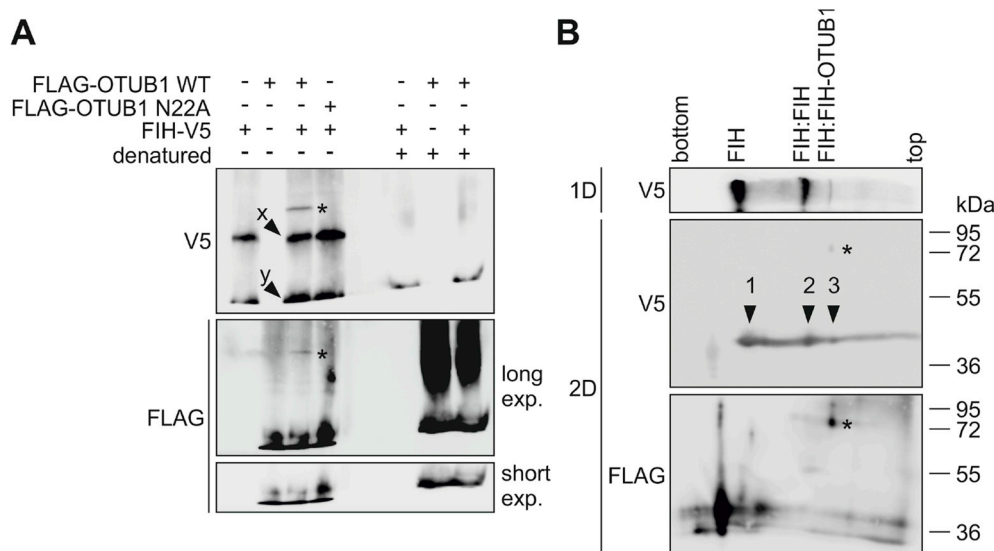 A
FLAG-OTUB1 WT - + + - - + +
FLAG-OTUB1 N22A - - - + - - -
FIH-V5 + - + + + - +
denatured - - - - + + +
V5
x
y
*
FLAG
*
long
exp.
short
exp.
B
bottom
FIH
FIH:FIH
FIH:FIH-OTUB1
top
1D
V5
kDa
2D
V5
*
1 2 3
95
72
55
36
FLAG
*
95
72
55
36